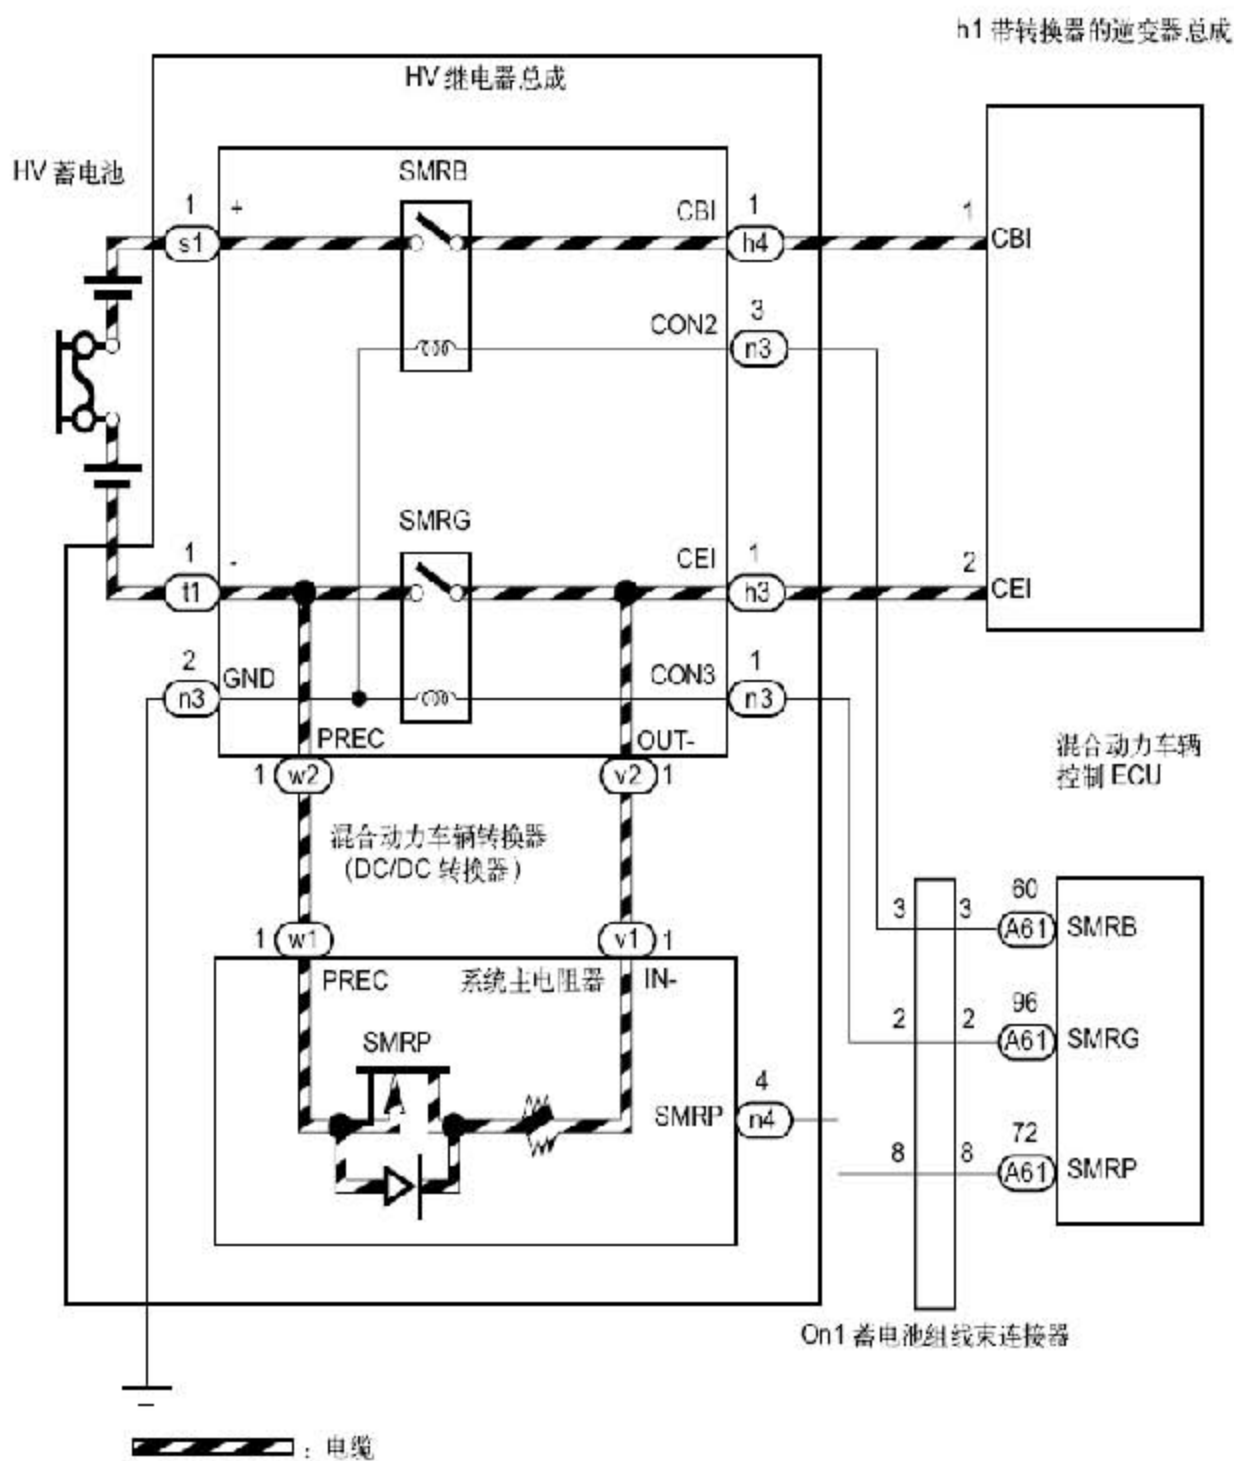 h1 带转换器的逆变器总成
HV 继电器总成
HV 蓄电池
SMRB
1
+
CBI
1
1
s1
h4
CBI
3
CON2
n3
SMRG
1
-
CEI
1
2
t1
h3
CEI
2
GND
CON3
1
n3
n3
PREC
OUT-
混合动力车辆
控制 ECU
1
w2
v2
1
混合动力车辆转换器
(DC/DC 转换器)
60
3
3
A61
SMRB
1
w1
v1
1
PREC
系统主电阻器
IN-
96
2
2
A61
SMRG
SMRP
4
SMRP
n4
72
8
8
A61
SMRP
On1 蓄电池组线束连接器
: 电缆